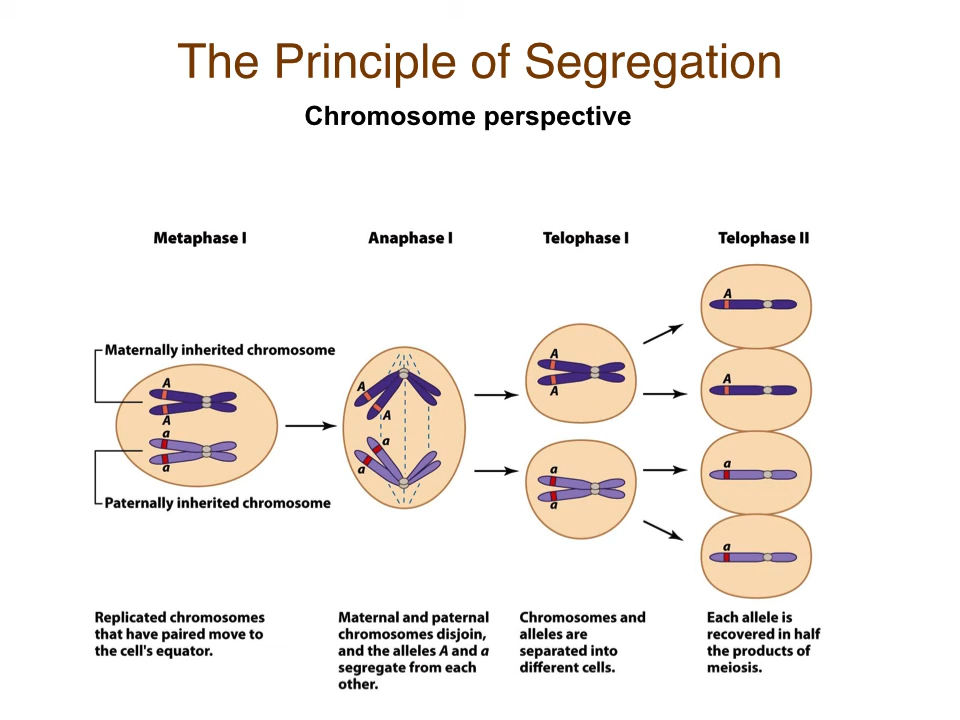 The Principle of Segregation
Chromosome perspective
Metaphase I
Anaphase I
Telophase I
Telophase II
Maternally inherited chromosome
A
A
a
a
Paternally inherited chromosome
A
A
a
a
A
A
a
a
A
A
a
a
Replicated chromosomes
that have paired move to
the cell's equator.
Maternal and paternal
chromosomes disjoin,
and the alleles A and a
segregate from each
other.
Chromosomes and
alleles are
separated into
different cells.
Each allele is
recovered in half
the products of
meiosis.